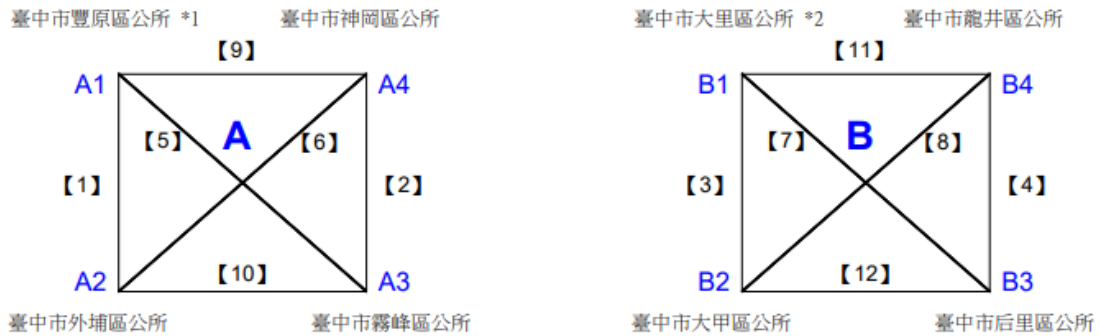 臺中市豐原區公所 *1 臺中市神岡區公所 臺中市大里區公所 *2 臺中市龍井區公所
【9】 【11】
A1 A4 B1 B4
【5】 A 【6】 【7】 B 【8】
【1】 【2】 【3】 【4】
A2 【10】 A3 B2 【12】 B3
臺中市外埔區公所 臺中市霧峰區公所 臺中市大甲區公所 臺中市后里區公所